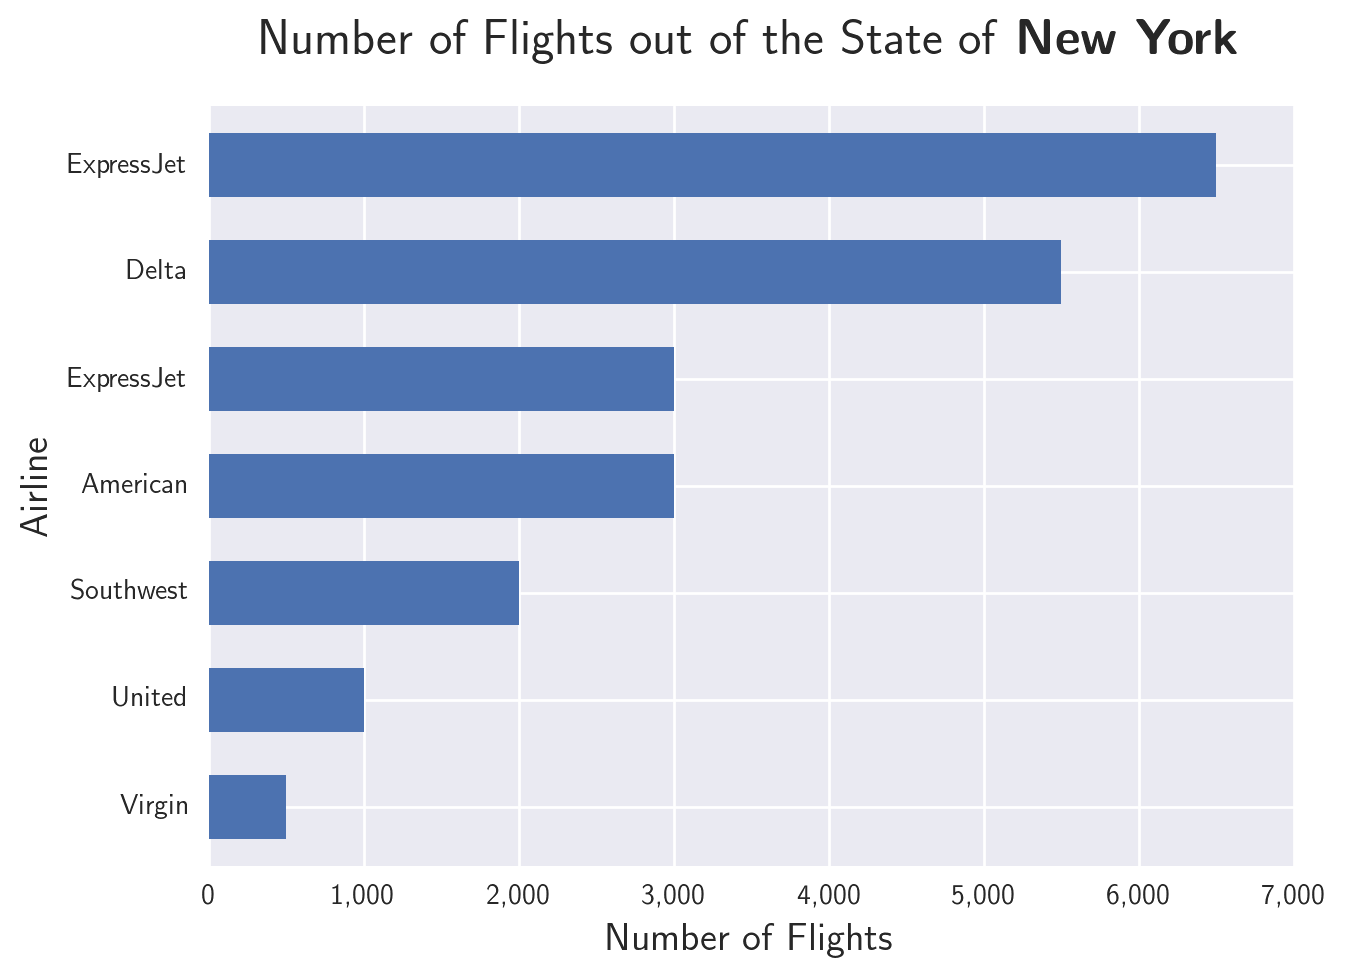 Number of Flights out of the State of New York
ExpressJet
Delta
ExpressJet
American
Southwest
United
Virgin
Airline
0 1,000 2,000 3,000 4,000 5,000 6,000 7,000
Number of Flights